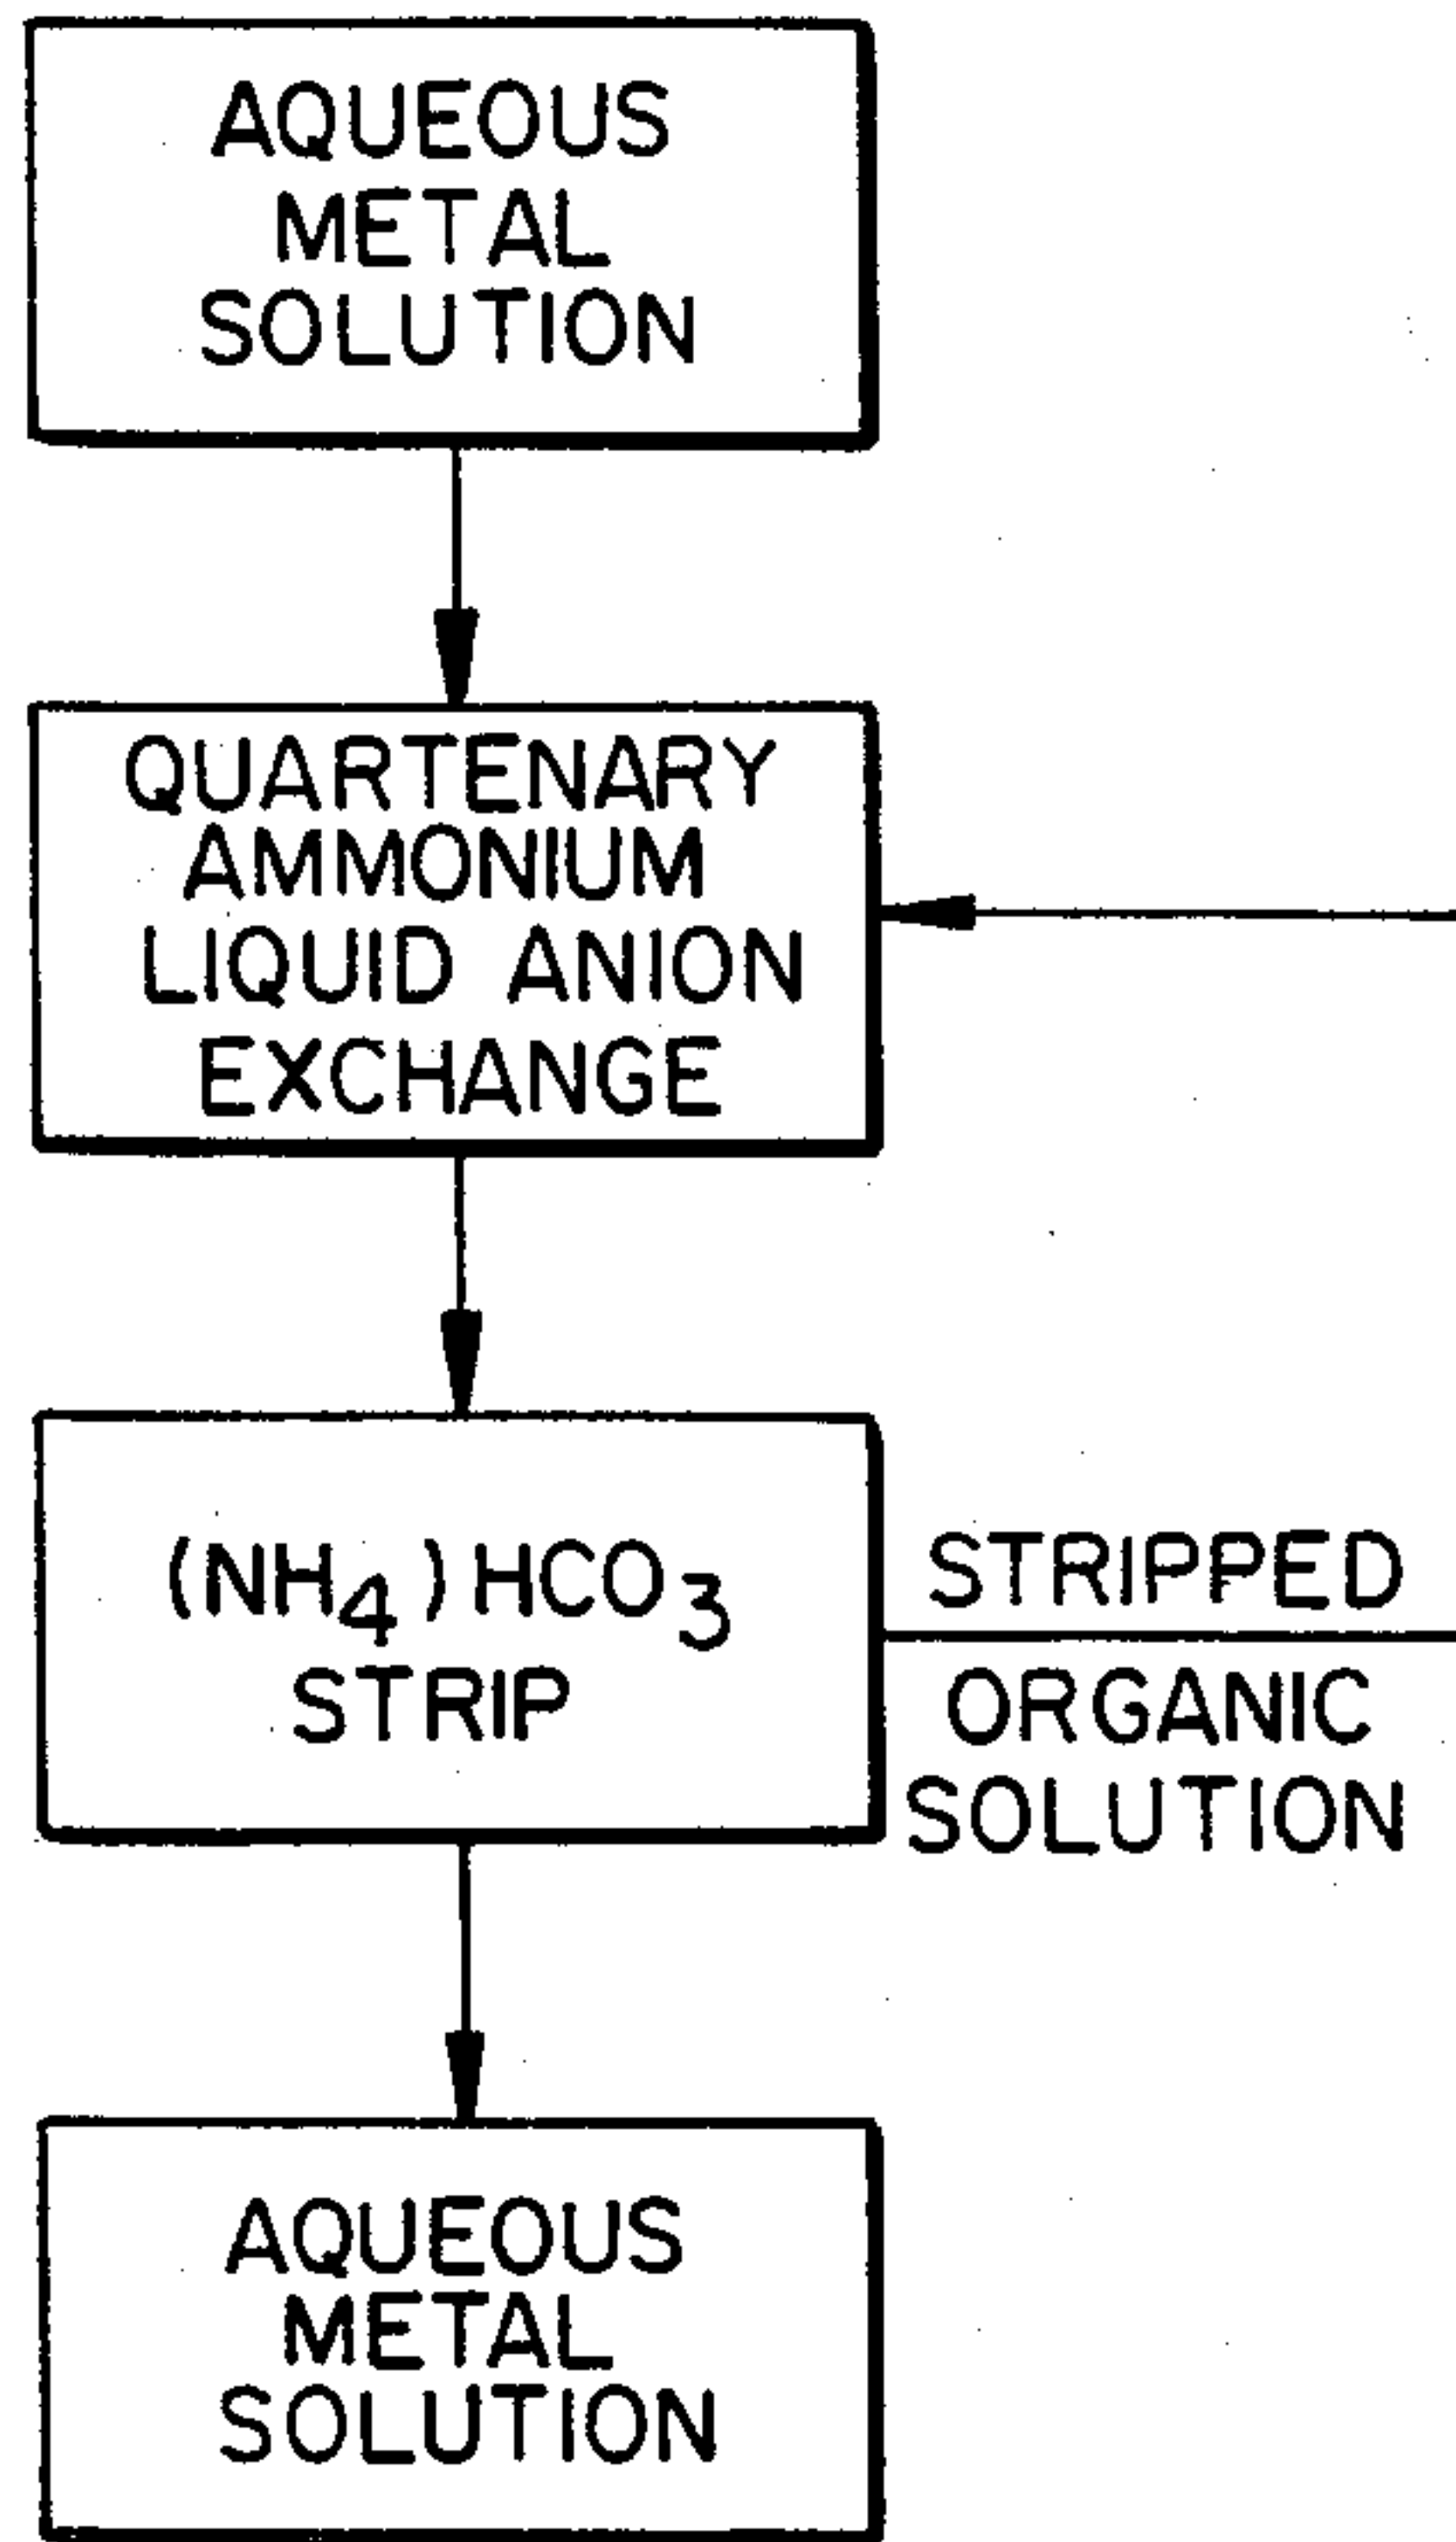 AQUEOUS
METAL
SOLUTION
QUARTENARY
AMMONIUM
LIQUID ANION
EXCHANGE
(NH₄)HCO₃
STRIP
STRIPPED
ORGANIC
SOLUTION
AQUEOUS
METAL
SOLUTION